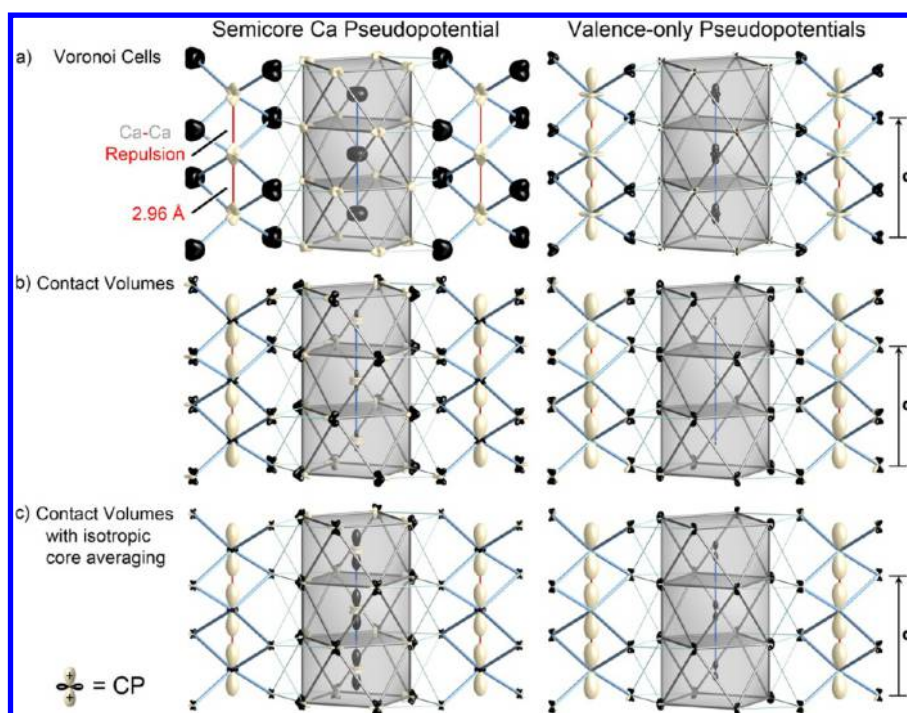 Semicore Ca Pseudopotential
Valence-only Pseudopotentials
a) Voronoi Cells
Ca-Ca
Repulsion
2.96 Å
c
b) Contact Volumes
c
c) Contact Volumes
with isotropic
core averaging
c
+
+
= CP